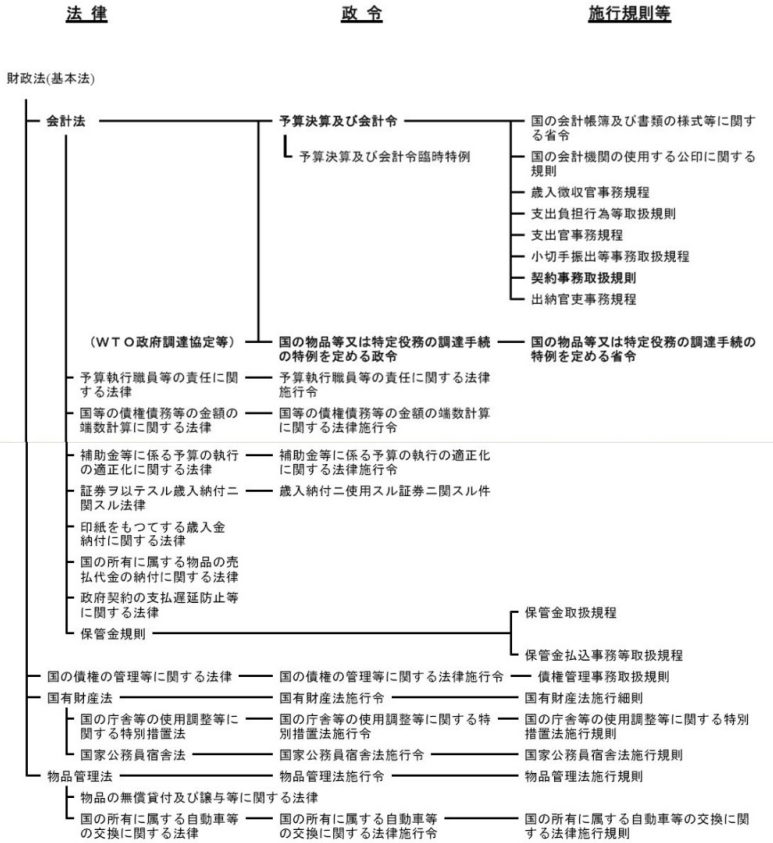 法 律
政 令
施行規則等
財政法(基本法)
会計法
予算決算及び会計令
国の会計帳簿及び書類の様式等に関す
る省令
予算決算及び会計令臨時特例
国の会計機関の使用する公印に関する
規則
歳入徴収官事務規程
支出負担行為等取扱規則
支出官事務規程
小切手振出等事務取扱規程
契約事務取扱規則
出納官吏事務規程
(WTO政府調達協定等)
国の物品等又は特定役務の調達手続
の特例を定める政令
国の物品等又は特定役務の調達手続の
特例を定める省令
予算執行職員等の責任に関
する法律
予算執行職員等の責任に関する法律
施行令
国等の債権債務等の金額の
端数計算に関する法律
国等の債権債務等の金額の端数計算
に関する法律施行令
補助金等に係る予算の執行
の適正化に関する法律
補助金等に係る予算の執行の適正化
に関する法律施行令
証券ヲ以テスル歳入納付ニ
関スル法律
歳入納付ニ使用スル証券ニ関スル件
印紙をもつてする歳入金
納付に関する法律
国の所有に属する物品の売
払代金の納付に関する法律
政府契約の支払遅延防止等
に関する法律
保管金規則
保管金取扱規程
保管金払込事務等取扱規程
国の債権の管理等に関する法律
国の債権の管理等に関する法律施行令
債権管理事務取扱規則
国有財産法
国有財産法施行令
国有財産法施行細則
国の庁舎等の使用調整等に
関する特別措置法
国の庁舎等の使用調整等に関する特
別措置法施行令
国の庁舎等の使用調整等に関する特別
措置法施行規則
国家公務員宿舎法
国家公務員宿舎法施行令
国家公務員宿舎法施行規則
物品管理法
物品管理法施行令
物品管理法施行規則
物品の無償貸付及び譲与等に関する法律
国の所有に属する自動車等
の交換に関する法律
国の所有に属する自動車等
の交換に関する法律施行令
国の所有に属する自動車等の交換に関
する法律施行規則